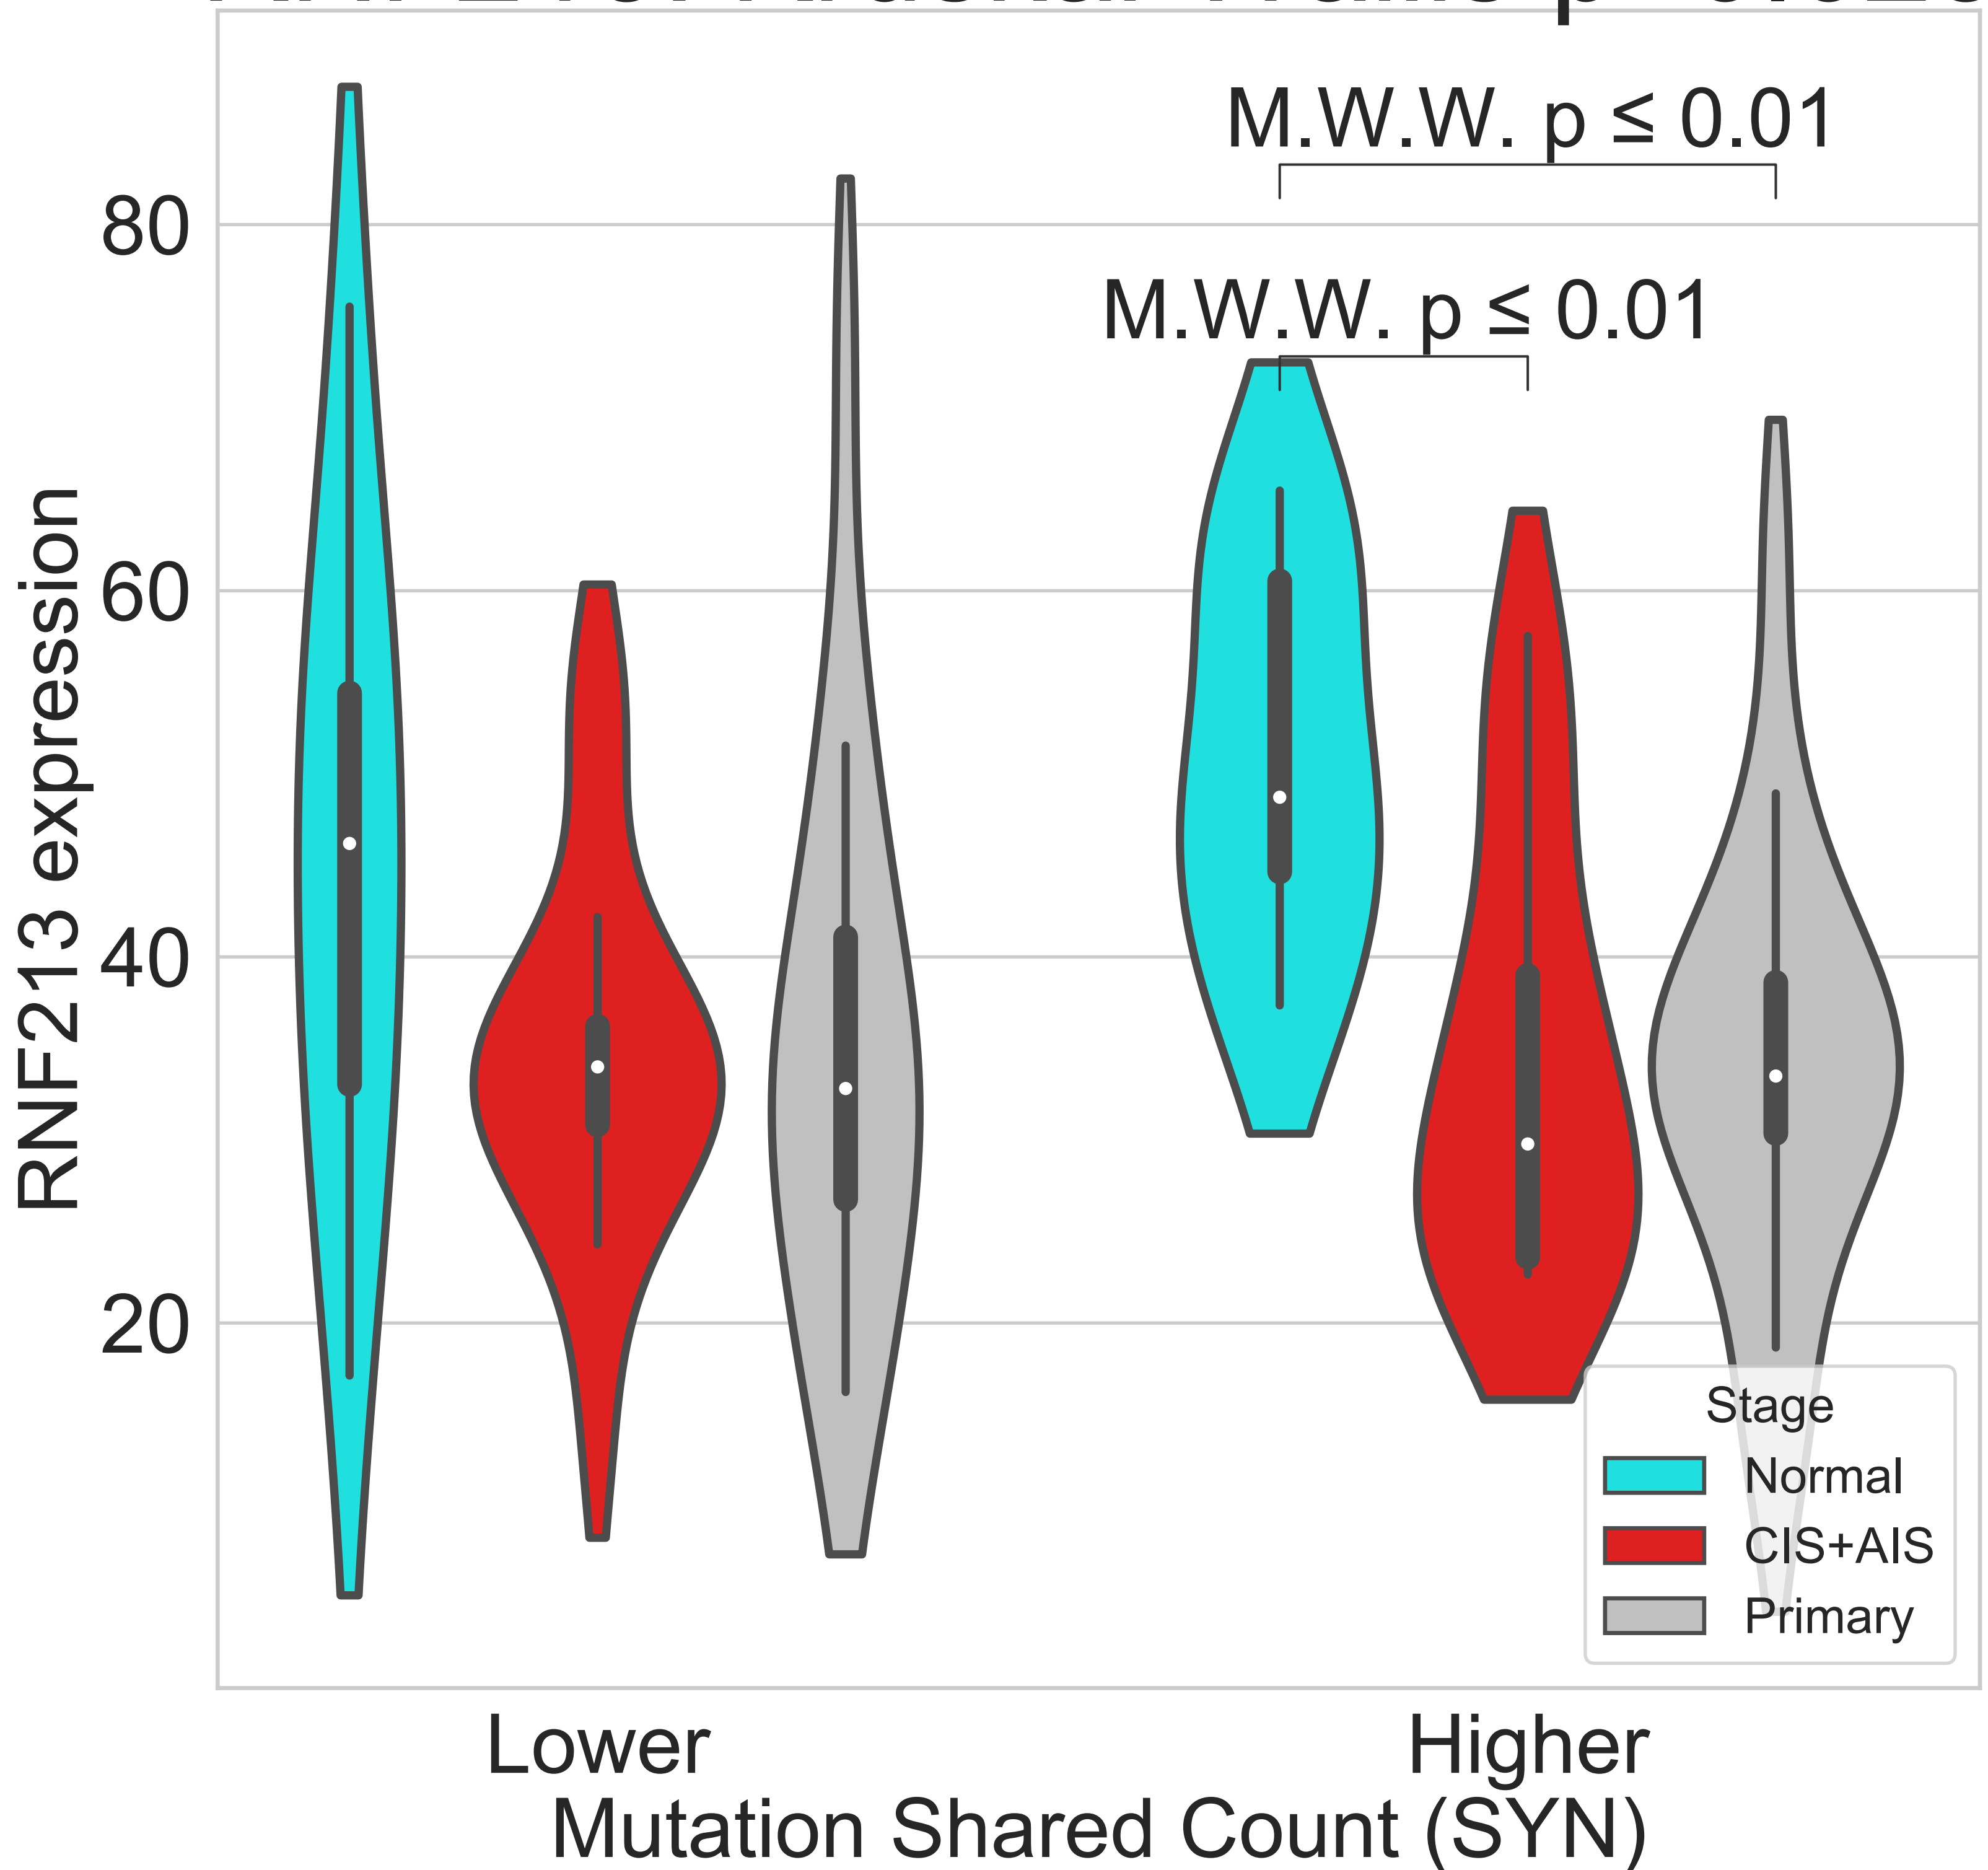 M.W.W. p ≤ 0.01
M.W.W. p ≤ 0.01
80
60
40
20
RNF213 expression
Stage
Normal
CIS+AIS
Primary
Lower
Higher
Mutation Shared Count (SYN)